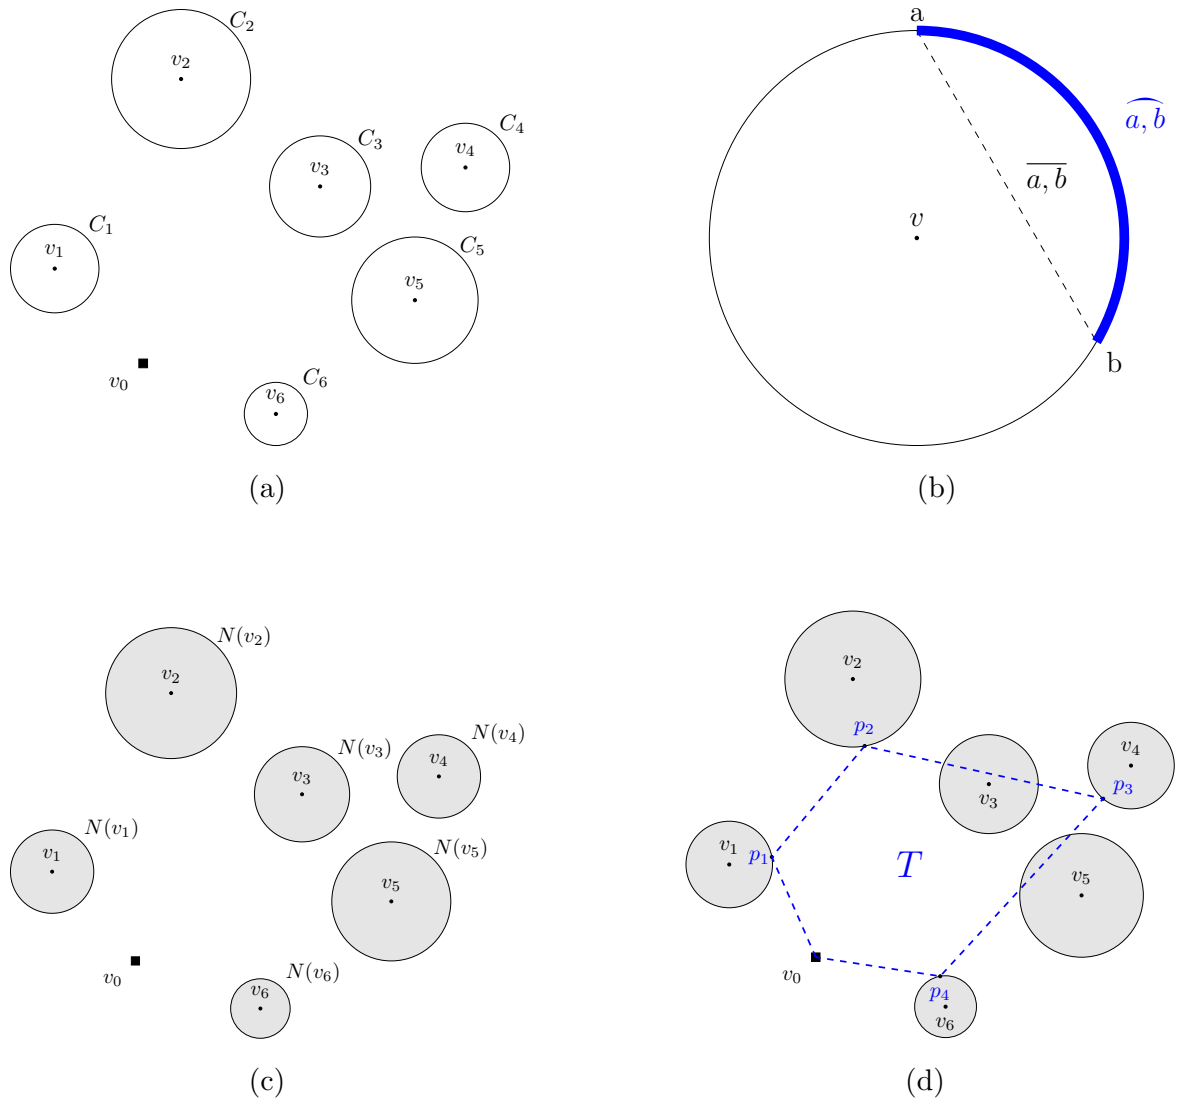 C₂
v₂
C₃
v₃
C₄
v₄
C₁
v₁
C₅
v₅
v₀
C₆
v₆
(a)
a
a, b
a, b
v
b
(b)
N(v₂)
v₂
N(v₃)
v₃
N(v₄)
v₄
N(v₁)
v₁
N(v₅)
v₅
v₀
N(v₆)
v₆
(c)
v₂
p₂
v₃
v₄
p₃
v₁
p₁
T
v₅
v₀
p₄
v₆
(d)